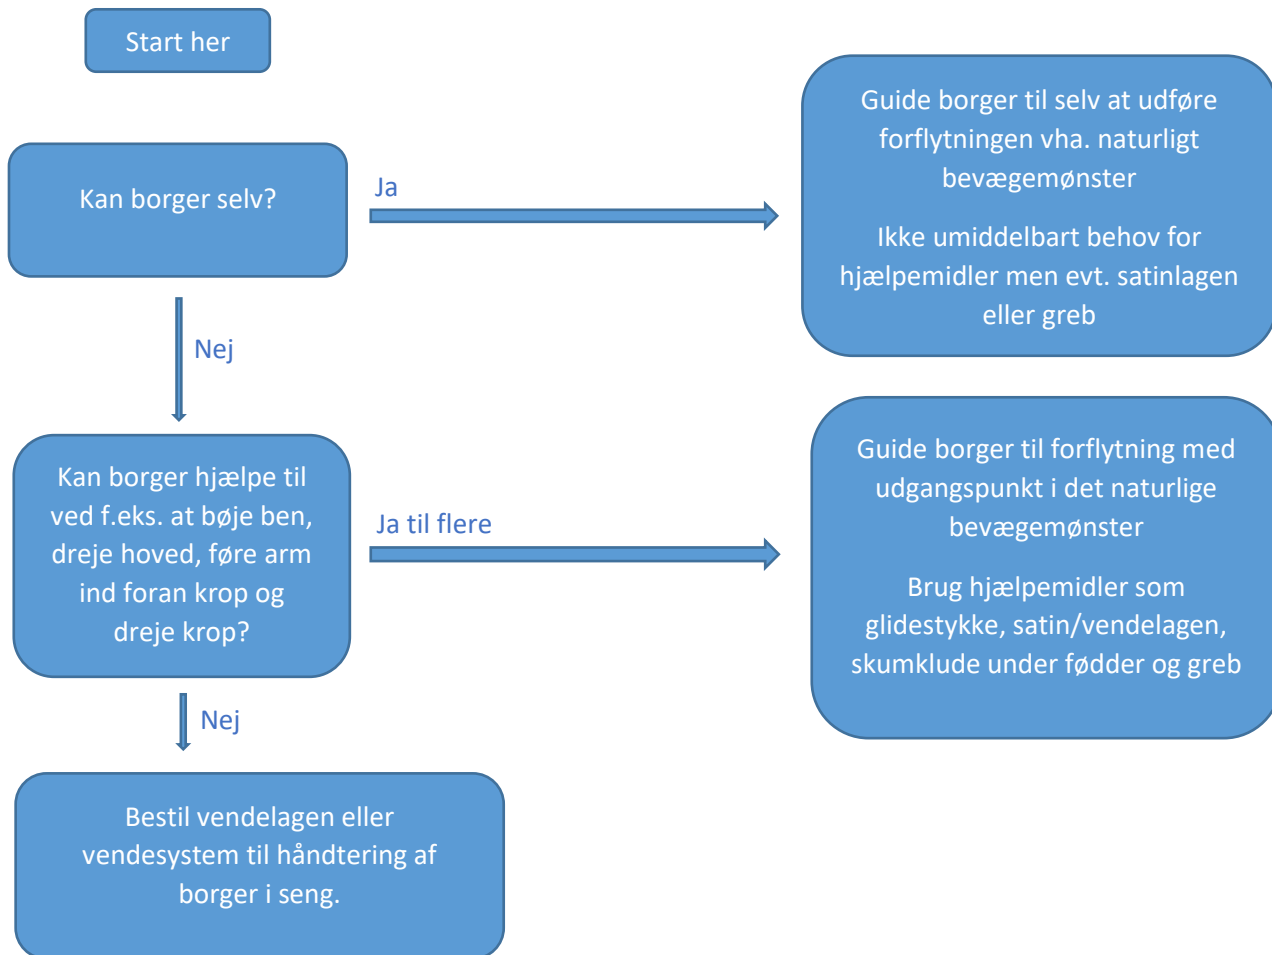 Start her
Kan borger selv?
Ja
Guide borger til selv at udføre
forflytningen vha. naturligt
bevægemønster
Ikke umiddelbart behov for
hjælpemidler men evt. satinlagen
eller greb
Nej
Kan borger hjælpe til
ved f.eks. at bøje ben,
dreje hoved, føre arm
ind foran krop og
dreje krop?
Ja til flere
Guide borger til forflytning med
udgangspunkt i det naturlige
bevægemønster
Brug hjælpemidler som
glidestykke, satin/vendelagen,
skumklude under fødder og greb
Nej
Bestil vendelagen eller
vendesystem til håndtering af
borger i seng.